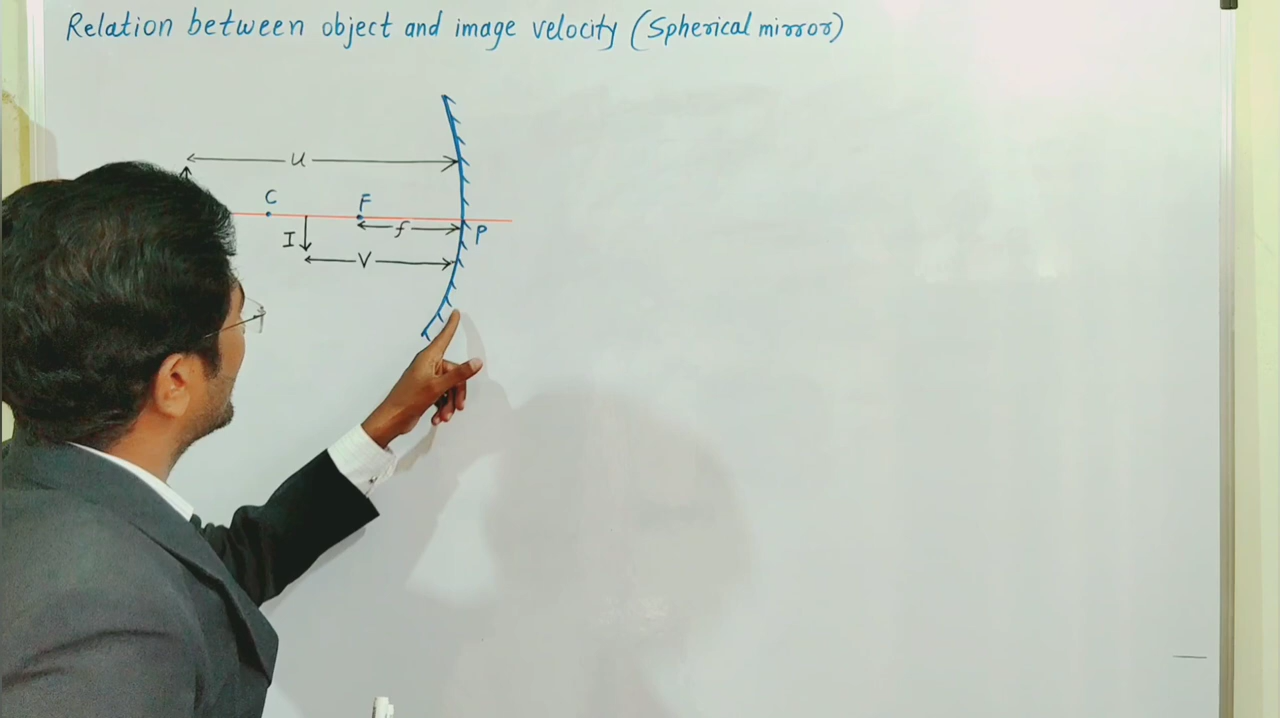 Relation between object and image velocity (Spherical mirror)
u
C
F
f
P
I
V